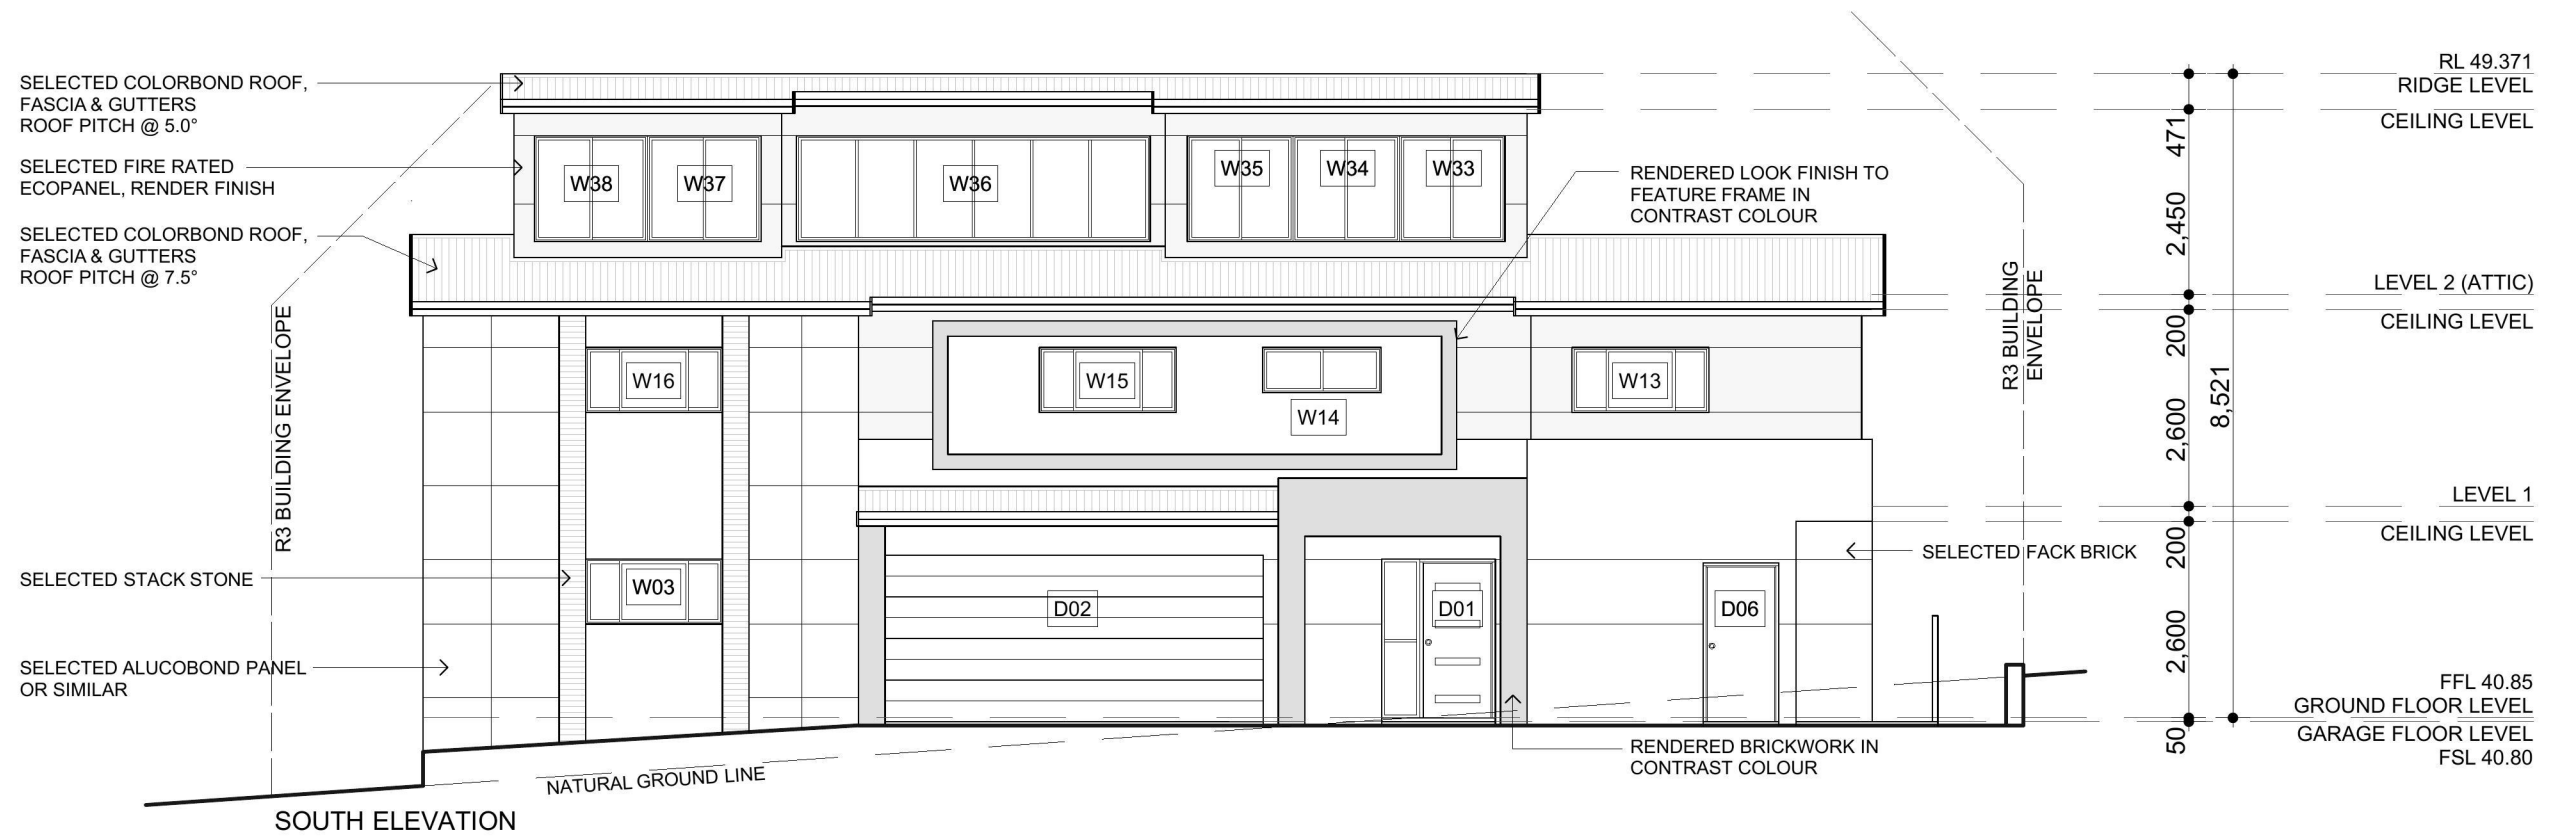 SELECTED COLORBOND ROOF,
FASCIA & GUTTERS
ROOF PITCH @ 5.0°
SELECTED FIRE RATED
ECOPANEL, RENDER FINISH
SELECTED COLORBOND ROOF,
FASCIA & GUTTERS
ROOF PITCH @ 7.5°
R3 BUILDING ENVELOPE
SELECTED STACK STONE
SELECTED ALUCOBOND PANEL
OR SIMILAR
W38
W37
W36
W35
W34
W33
RENDERED LOOK FINISH TO
FEATURE FRAME IN
CONTRAST COLOUR
W16
W15
W14
W13
W03
D02
D01
D06
SELECTED FACK BRICK
RENDERED BRICKWORK IN
CONTRAST COLOUR
NATURAL GROUND LINE
R3 BUILDING
ENVELOPE
471
2,450
200
2,600
200
2,600
50
8,521
RL 49.371
RIDGE LEVEL
CEILING LEVEL
LEVEL 2 (ATTIC)
CEILING LEVEL
LEVEL 1
CEILING LEVEL
FFL 40.85
GROUND FLOOR LEVEL
GARAGE FLOOR LEVEL
FSL 40.80
SOUTH ELEVATION